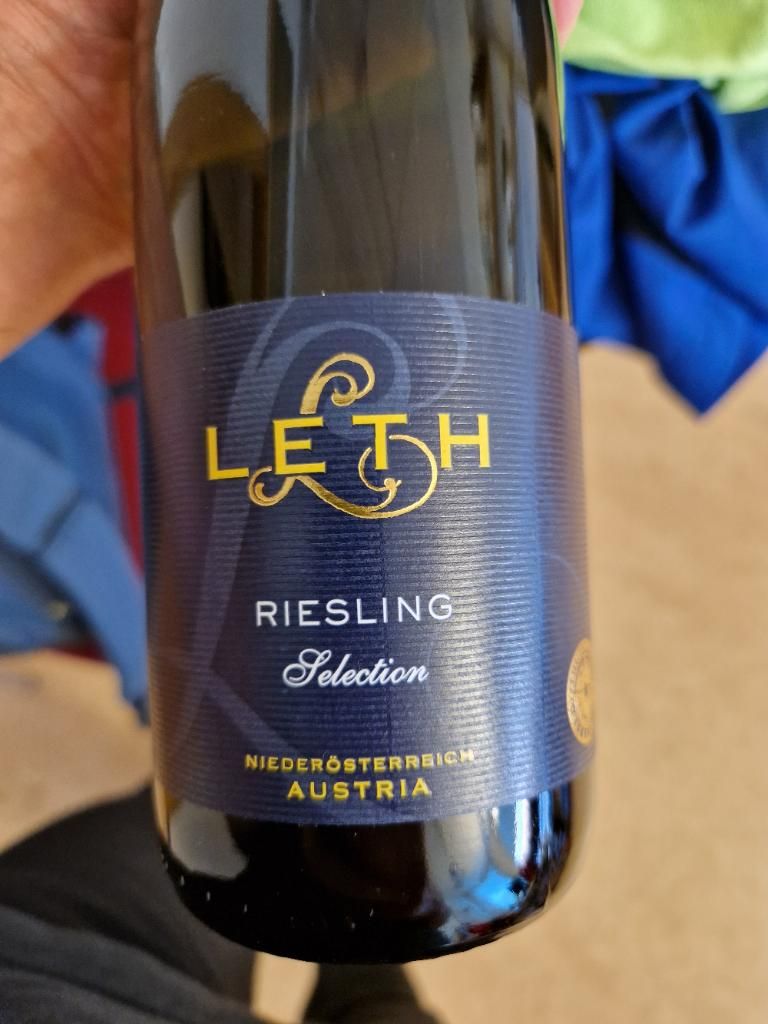 LETH
RIESLING
Selection
NIEDERÖSTERREICH
AUSTRIA